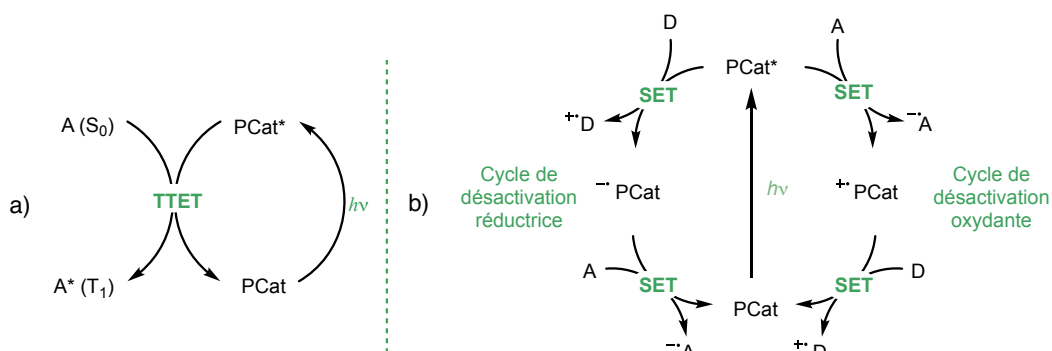 a)
A (S₀)
PCat*
TTET
hν
A* (T₁)
PCat
b)
D
A
PCat*
SET
SET
⁺•D
⁻•A
Cycle de
désactivation
réductrice
⁻•PCat
hν
⁺•PCat
Cycle de
désactivation
oxydante
A
D
SET
SET
PCat
⁻•A
⁺•D